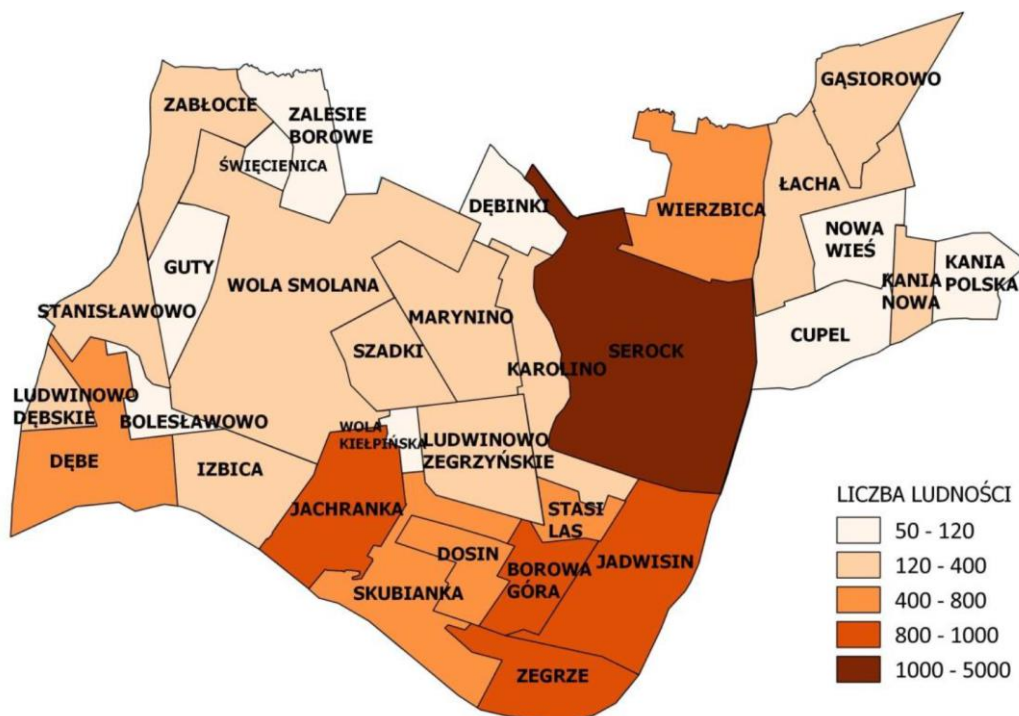 GĄSIOROWO
ZABŁOCIE
ZALESIE
BOROWE
ŚWIĘCIENICA
ŁACHA
DĘBINKI
WIERZBICA
NOWA
WIEŚ
GUTY
KANIA
POLSKA
WOLA SMOLANA
KANIA
NOWA
STANISŁAWOWO
MARYNINO
CUPEL
SZADKI
SEROCK
KAROLINO
LUDWINOWO
DĘBSKIE
BOLESŁAWOWO
WOLA
KIEŁPIŃSKA
LUDWINOWO
ZEGRZYŃSKIE
DĘBE
IZBICA
JACHRANKA
STASI
LAS
DOSIN
BOROWA
GÓRA
JADWISIN
SKUBIANKA
ZEGRZE
LICZBA LUDNOŚCI
50 - 120
120 - 400
400 - 800
800 - 1000
1000 - 5000